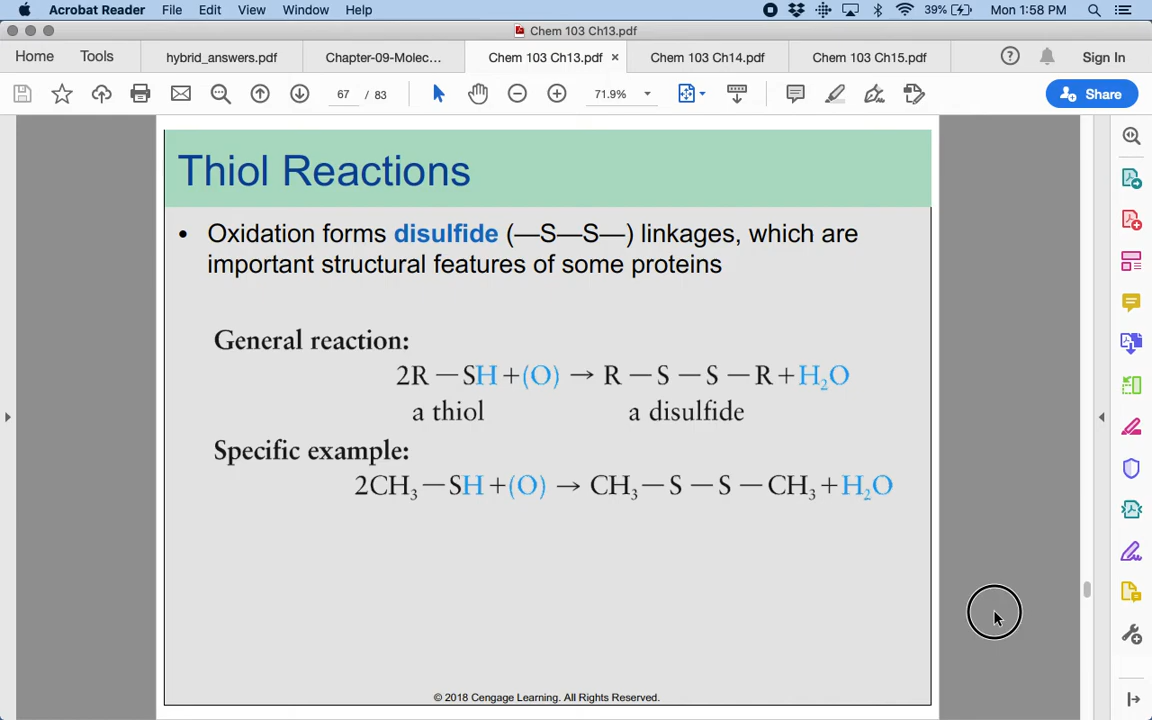 Acrobat Reader File Edit View Window Help 39% Mon 1:58 PM
Chem 103 Ch13.pdf
Home Tools hybrid_answers.pdf Chapter-09-Molec... Chem 103 Ch13.pdf × Chem 103 Ch14.pdf Chem 103 Ch15.pdf Sign In
67 / 83 71.9% Share
Thiol Reactions
• Oxidation forms disulfide (—S—S—) linkages, which are
important structural features of some proteins
General reaction:
2R — SH + (O) → R — S — S — R + H₂O
a thiol a disulfide
Specific example:
2CH₃ — SH + (O) → CH₃ — S — S — CH₃ + H₂O
© 2018 Cengage Learning. All Rights Reserved.